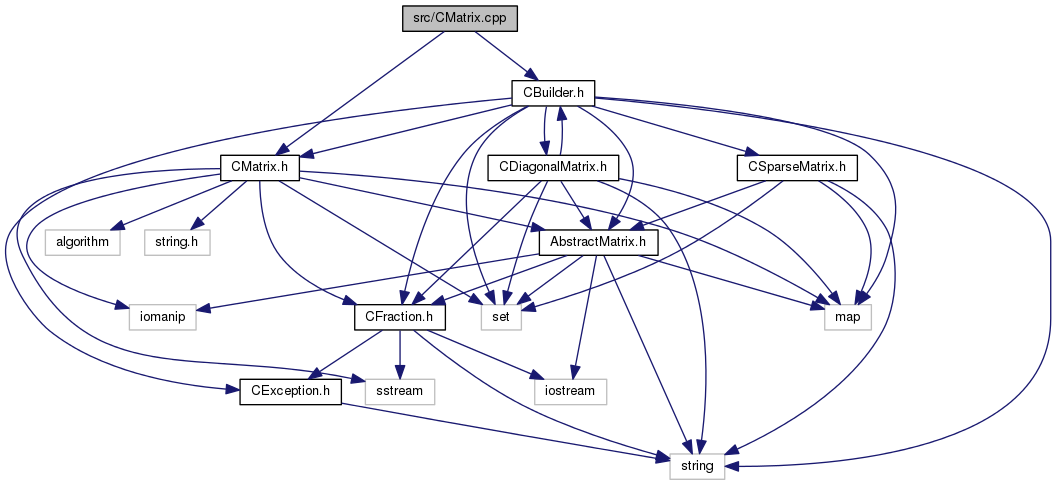 src/CMatrix.cpp
CBuilder.h
CMatrix.h
CDiagonalMatrix.h
CSparseMatrix.h
algorithm
string.h
AbstractMatrix.h
iomanip
CFraction.h
set
map
CException.h
sstream
iostream
string